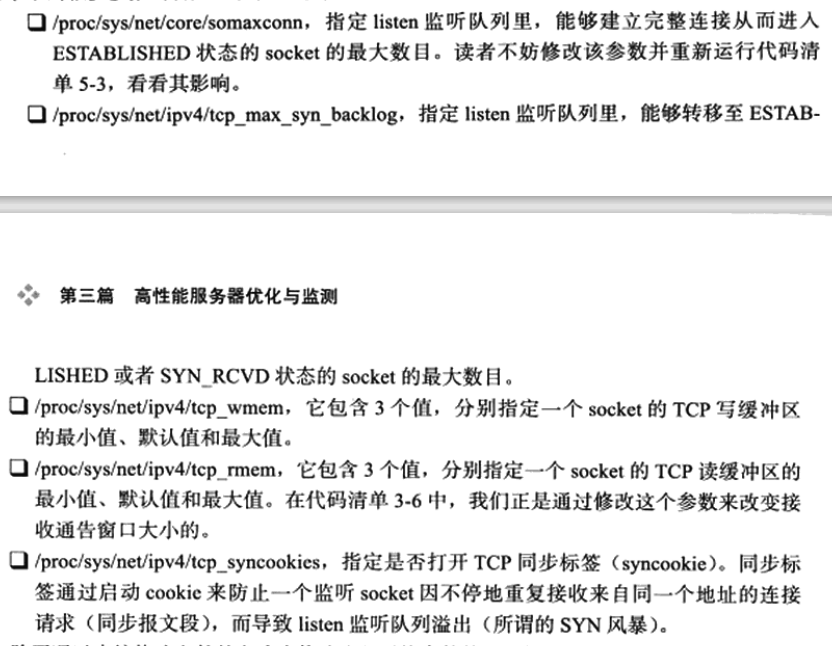 ❑ /proc/sys/net/core/somaxconn，指定 listen 监听队列里，能够建立完整连接从而进入
ESTABLISHED 状态的 socket 的最大数目。读者不妨修改该参数并重新运行代码清
单 5-3，看看其影响。
❑ /proc/sys/net/ipv4/tcp_max_syn_backlog，指定 listen 监听队列里，能够转移至 ESTAB-
第三篇 高性能服务器优化与监测
LISHED 或者 SYN_RCVD 状态的 socket 的最大数目。
❑ /proc/sys/net/ipv4/tcp_wmem，它包含 3 个值，分别指定一个 socket 的 TCP 写缓冲区
的最小值、默认值和最大值。
❑ /proc/sys/net/ipv4/tcp_rmem，它包含 3 个值，分别指定一个 socket 的 TCP 读缓冲区的
最小值、默认值和最大值。在代码清单 3-6 中，我们正是通过修改这个参数来改变接
收通告窗口大小的。
❑ /proc/sys/net/ipv4/tcp_syncookies，指定是否打开 TCP 同步标签（syncookie）。同步标
签通过启动 cookie 来防止一个监听 socket 因不停地重复接收来自同一个地址的连接
请求（同步报文段），而导致 listen 监听队列溢出（所谓的 SYN 风暴）。